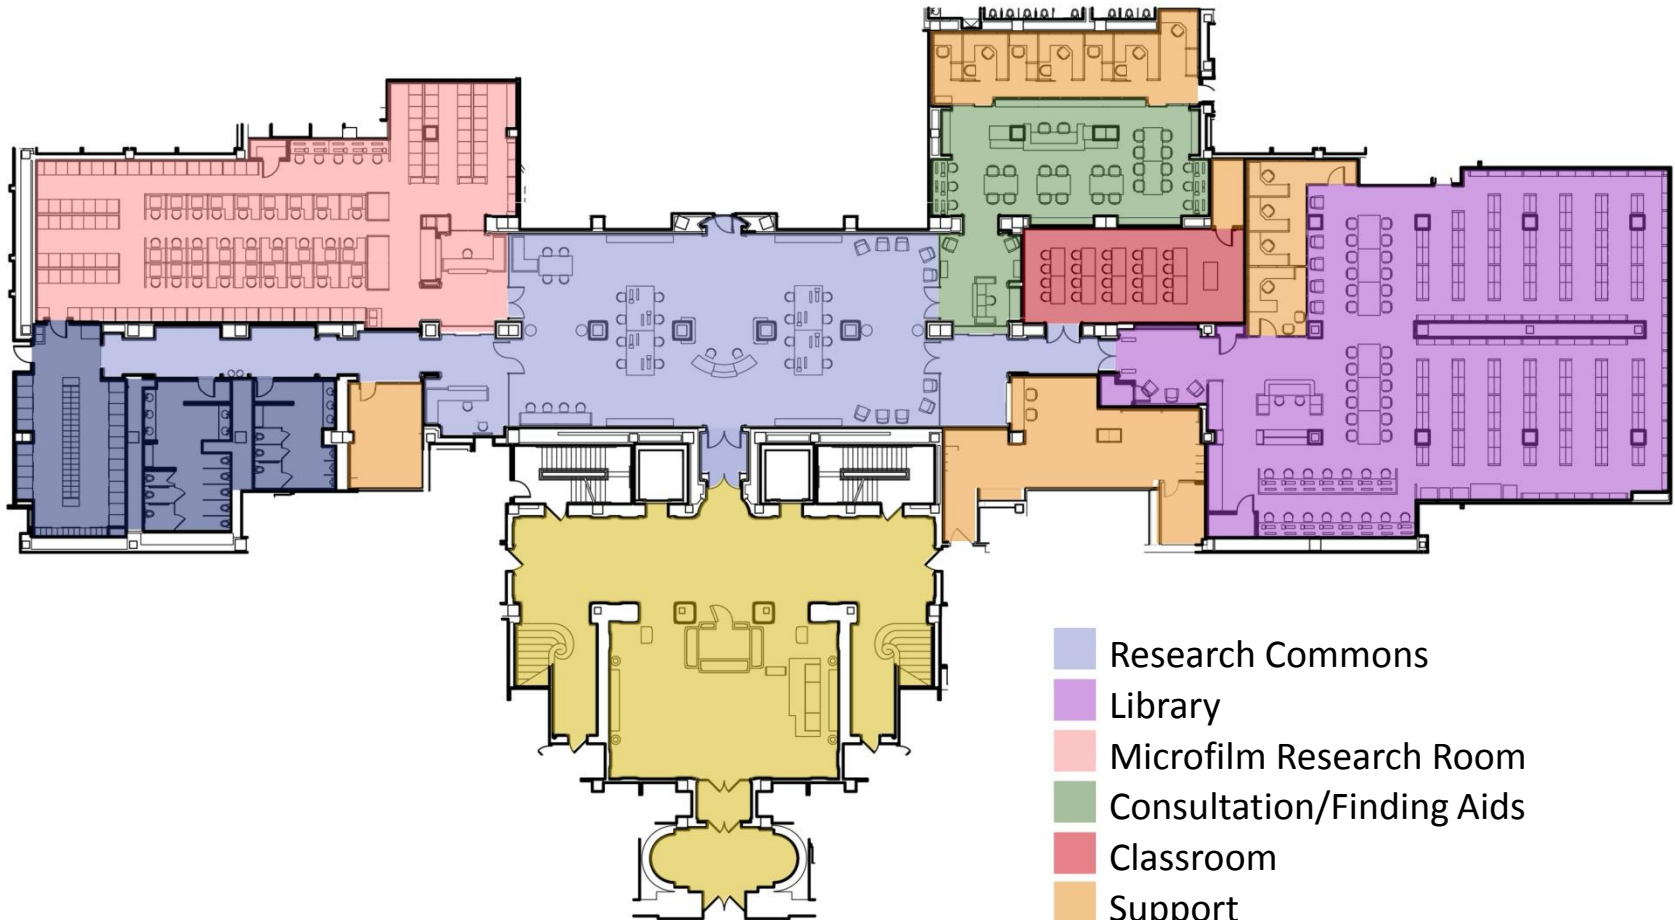 Research Commons
Library
Microfilm Research Room
Consultation/Finding Aids
Classroom
Support